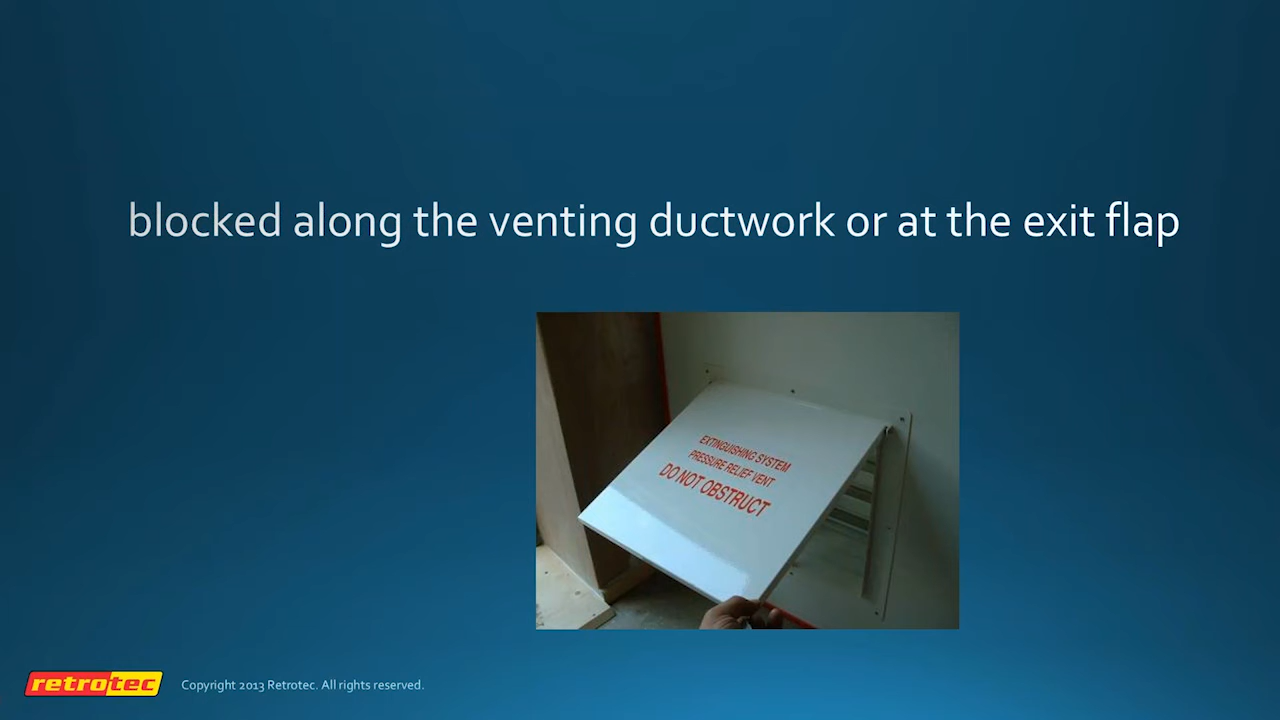 blocked along the venting ductwork or at the exit flap
EXTINGUISHING SYSTEM
PRESSURE RELIEF VENT
DO NOT OBSTRUCT
retrotec
Copyright 2013 Retrotec. All rights reserved.